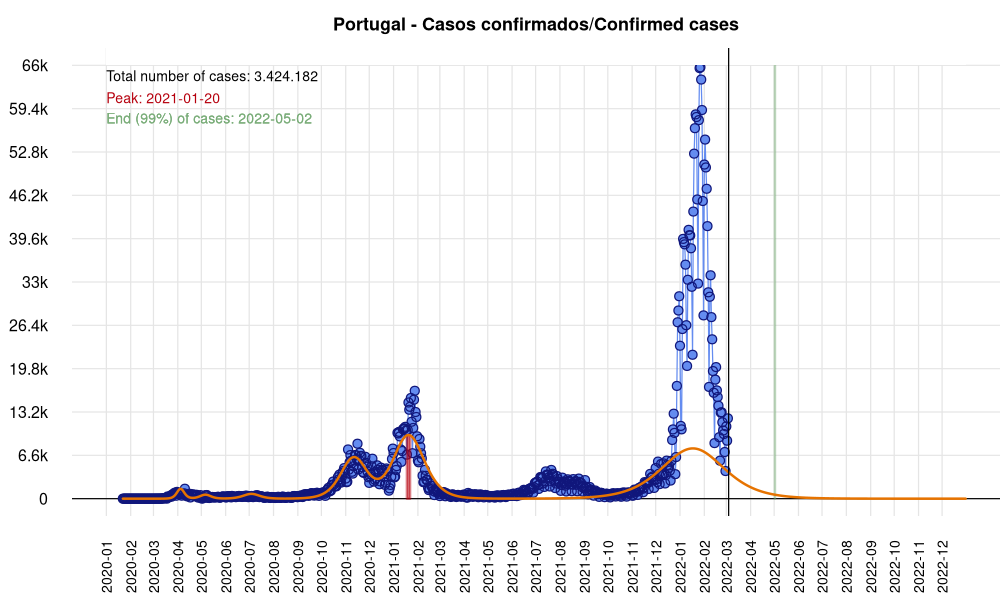 Portugal - Casos confirmados/Confirmed cases
Total number of cases: 3.424.182
Peak: 2021-01-20
End (99%) of cases: 2022-05-02
66k
59.4k
52.8k
46.2k
39.6k
33k
26.4k
19.8k
13.2k
6.6k
0
2020-01
2020-02
2020-03
2020-04
2020-05
2020-06
2020-07
2020-08
2020-09
2020-10
2020-11
2020-12
2021-01
2021-02
2021-03
2021-04
2021-05
2021-06
2021-07
2021-08
2021-09
2021-10
2021-11
2021-12
2022-01
2022-02
2022-03
2022-04
2022-05
2022-06
2022-07
2022-08
2022-09
2022-10
2022-11
2022-12